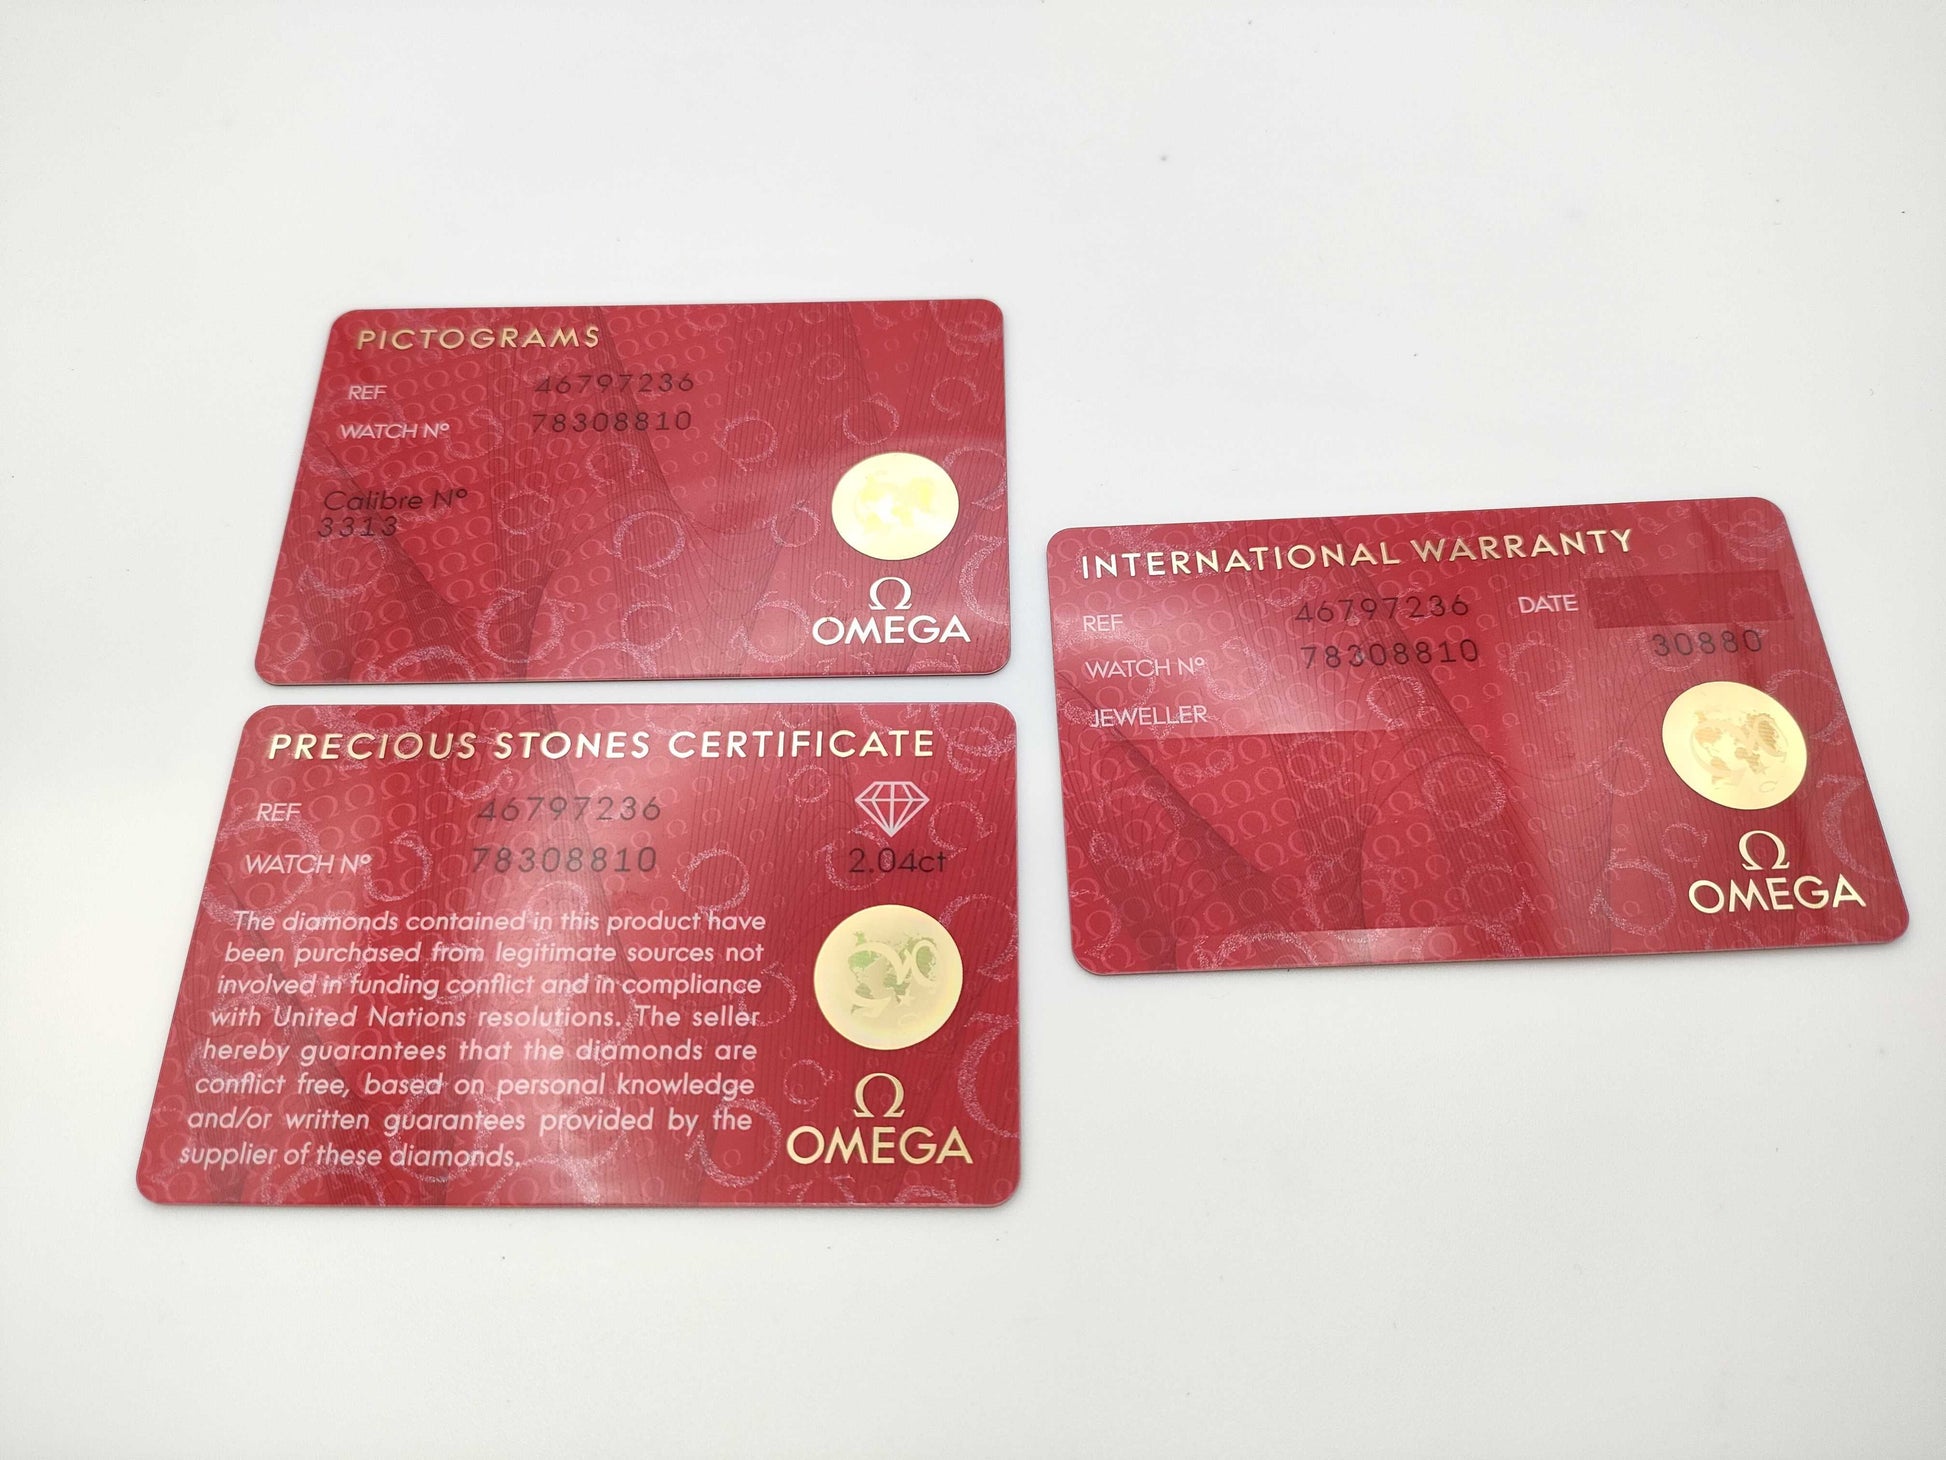 PICTOGRAMS
REF 46797236
WATCH Nº 78308810
Calibre Nº
3313
Ω
OMEGA
PRECIOUS STONES CERTIFICATE
REF 46797236
WATCH Nº 78308810
2.04ct
The diamonds contained in this product have
been purchased from legitimate sources not
involved in funding conflict and in compliance
with United Nations resolutions. The seller
hereby guarantees that the diamonds are
conflict free, based on personal knowledge
and/or written guarantees provided by the
supplier of these diamonds.
Ω
OMEGA
INTERNATIONAL WARRANTY
REF 46797236 DATE
WATCH Nº 78308810 30880
JEWELLER
Ω
OMEGA